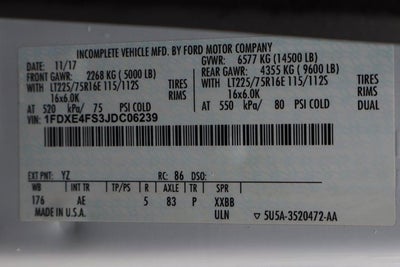 INCOMPLETE VEHICLE MFD. BY FORD MOTOR COMPANY
DATE: 11/17 GVWR: 6577 KG (14500 LB)
FRONT GAWR: 2268 KG ( 5000 LB) REAR GAWR: 4355 KG ( 9600 LB)
WITH LT225/75R16E 115/112S TIRES WITH LT225/75R16E 115/112S TIRES
16x6.0K RIMS 16x6.0K RIMS
AT 520 kPa/ 75 PSI COLD AT 550 kPa/ 80 PSI COLD DUAL
VIN: 1FDXE4FS3JDC06239
EXT PNT: YZ RC: 86 DSO:
WB INT TR TP/PS R AXLE TR SPR
176 AE 5 83 P XXBB
MADE IN U.S.A. ULN 5U5A-3520472-AA